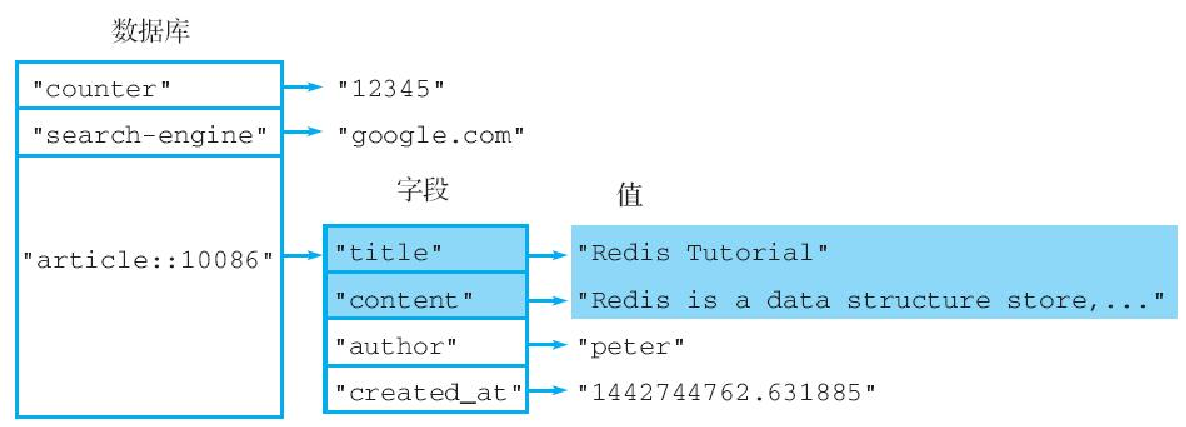 数据库
"counter" "12345"
"search-engine" "google.com"
字段 值
"article::10086" "title" "Redis Tutorial"
"content" "Redis is a data structure store,..."
"author" "peter"
"created_at" "1442744762.631885"